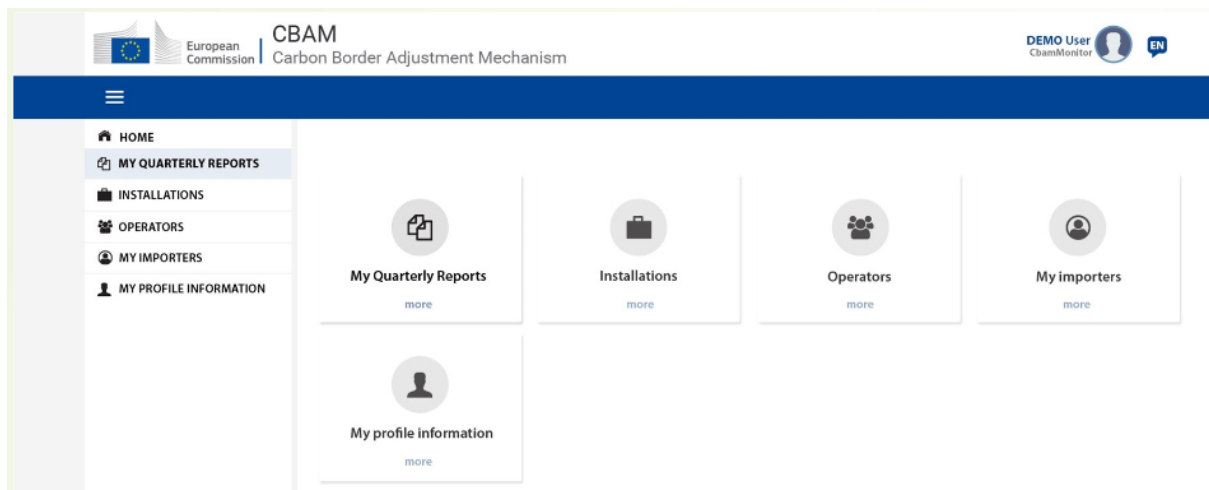 European
Commission
CBAM
Carbon Border Adjustment Mechanism
DEMO User
CbamMonitor
EN
HOME
MY QUARTERLY REPORTS
INSTALLATIONS
OPERATORS
MY IMPORTERS
MY PROFILE INFORMATION
My Quarterly Reports
more
Installations
more
Operators
more
My importers
more
My profile information
more